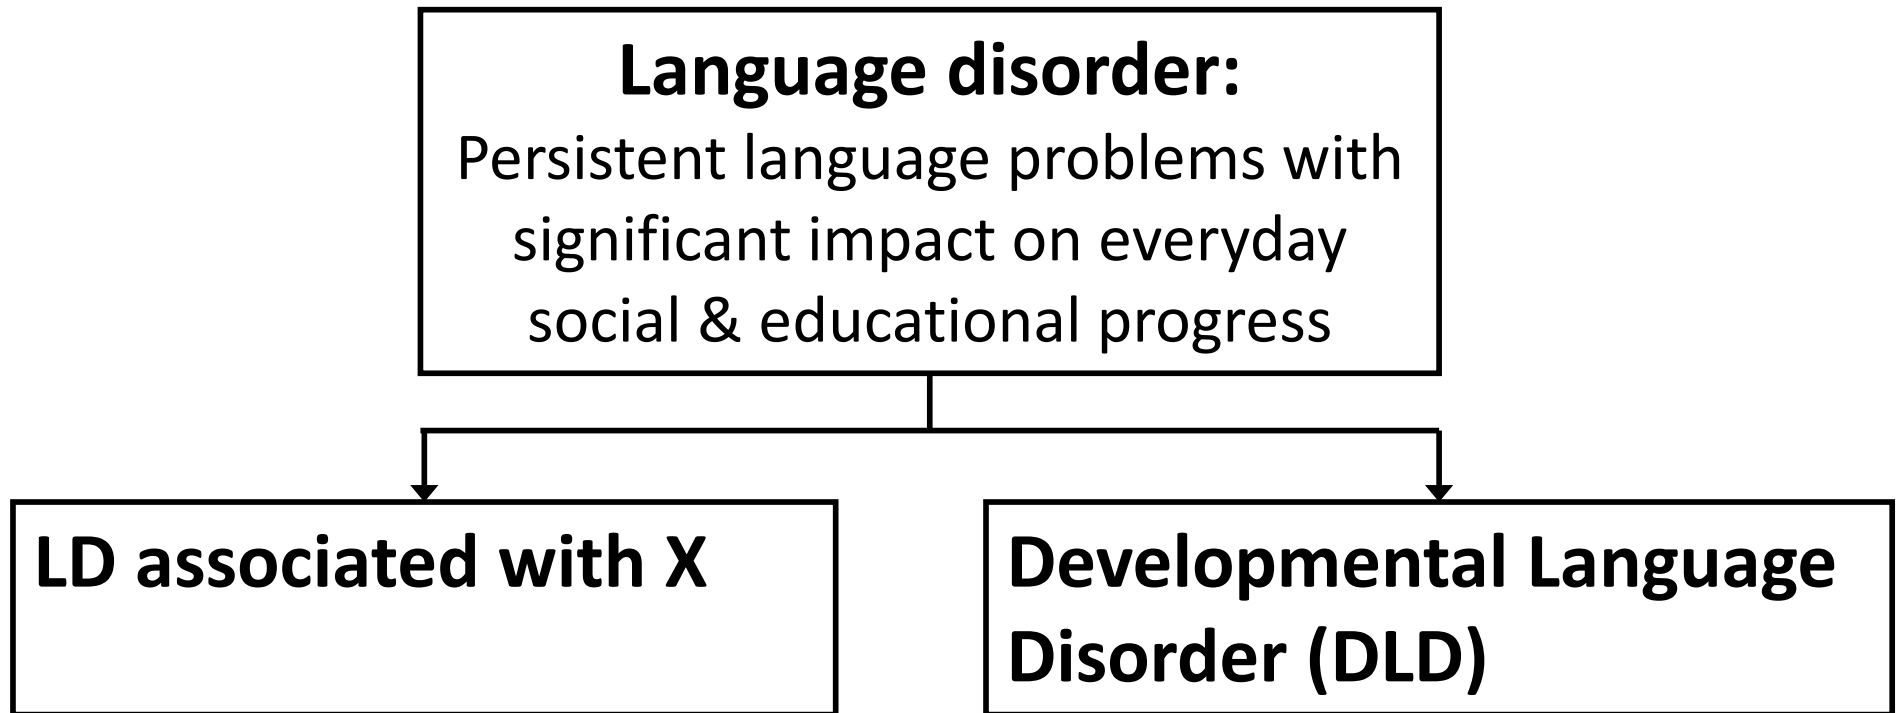 Language disorder:
Persistent language problems with
significant impact on everyday
social & educational progress
LD associated with X
Developmental Language
Disorder (DLD)